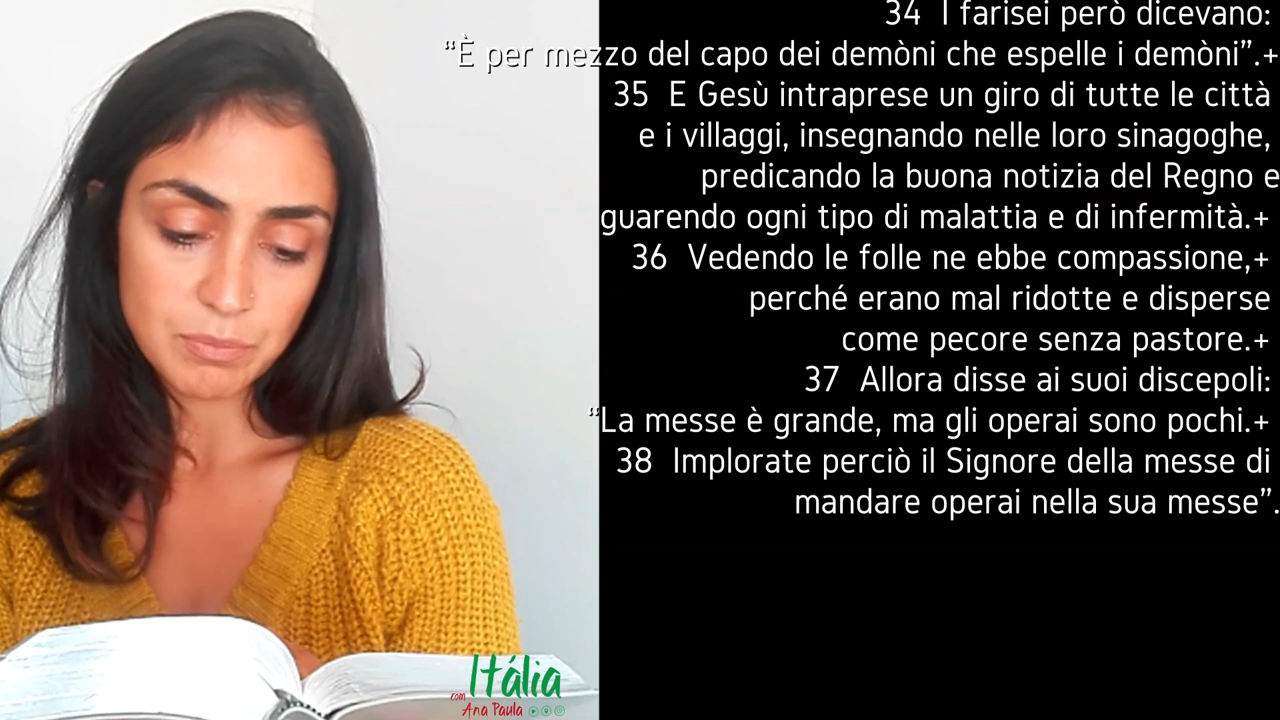 34 I farisei però dicevano:
“È per mezzo del capo dei demòni che espelle i demòni”.+
35 E Gesù intraprese un giro di tutte le città
e i villaggi, insegnando nelle loro sinagoghe,
predicando la buona notizia del Regno e
guarendo ogni tipo di malattia e di infermità.+
36 Vedendo le folle ne ebbe compassione,+
perché erano mal ridotte e disperse
come pecore senza pastore.+
37 Allora disse ai suoi discepoli:
“La messe è grande, ma gli operai sono pochi.+
38 Implorate perciò il Signore della messe di
mandare operai nella sua messe”.
Itália
com
Ana Paula